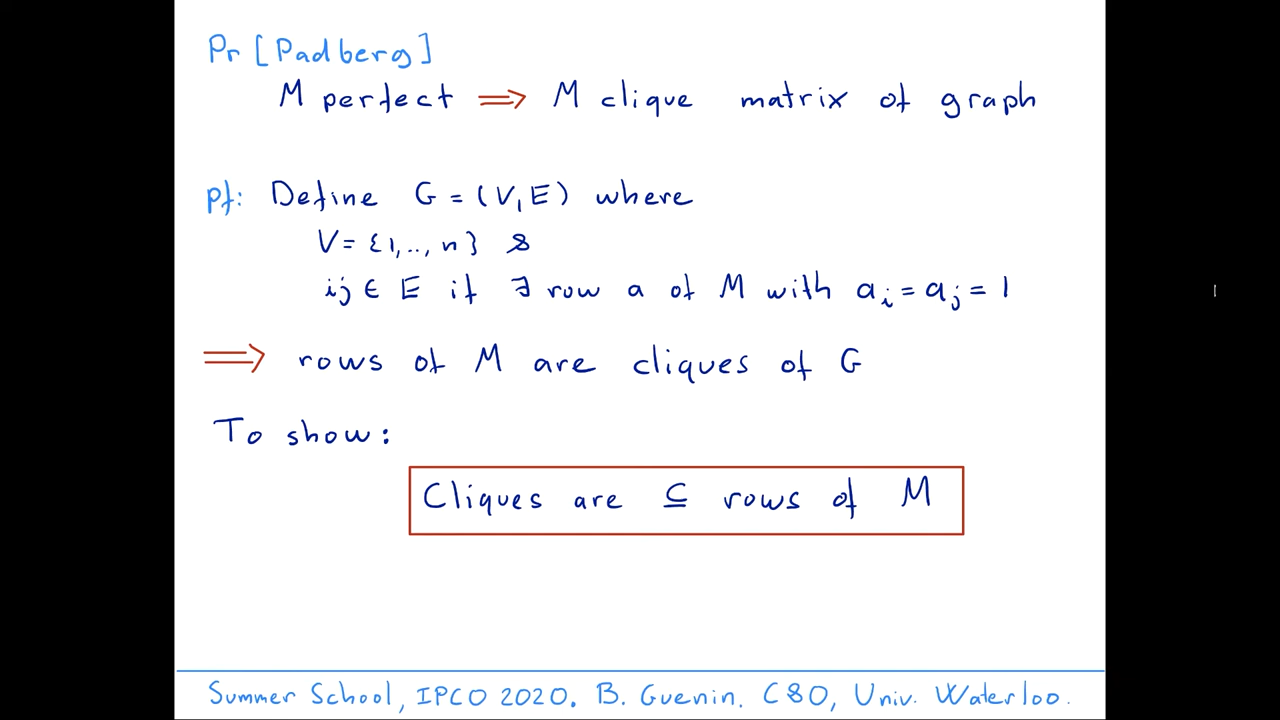 Pr [Padberg]
M perfect ⟹ M clique matrix of graph
pf: Define G = (V, E) where
V = {1,.., n} &
ij ∈ E if ∃ row a of M with aᵢ = aⱼ = 1
⟹ rows of M are cliques of G
To show:
Cliques are ⊆ rows of M
Summer School, IPCO 2020. B. Guenin. C&O, Univ. Waterloo.